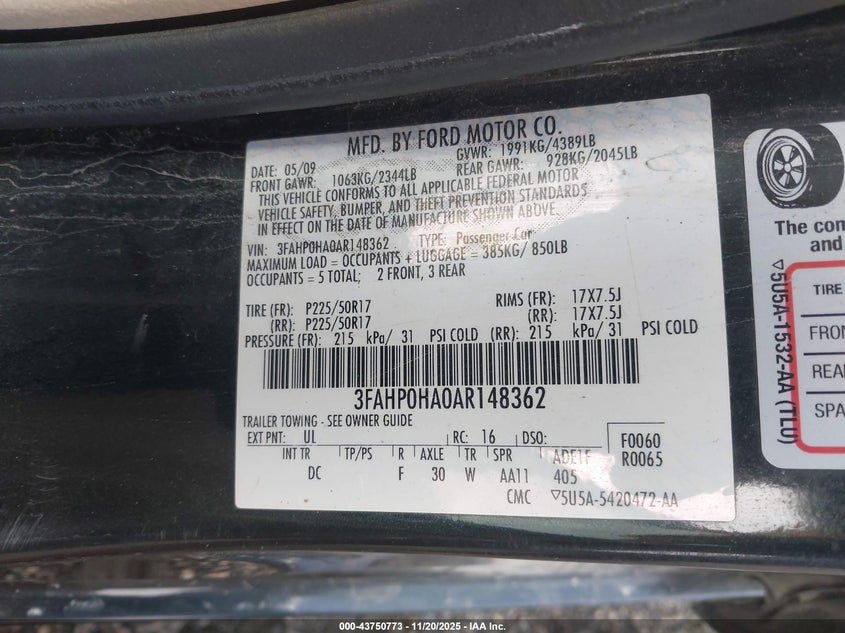 MFD. BY FORD MOTOR CO.
DATE: 05/09 GVWR: 1991KG/4389LB
FRONT GAWR: 1063KG/2344LB REAR GAWR: 928KG/2045LB
THIS VEHICLE CONFORMS TO ALL APPLICABLE FEDERAL MOTOR
VEHICLE SAFETY, BUMPER, AND THEFT PREVENTION STANDARDS
IN EFFECT ON THE DATE OF MANUFACTURE SHOWN ABOVE.
VIN: 3FAHP0HA0AR148362 TYPE: Passenger Car
MAXIMUM LOAD = OCCUPANTS + LUGGAGE = 385KG/ 850LB
OCCUPANTS = 5 TOTAL; 2 FRONT, 3 REAR
TIRE (FR): P225/50R17 RIMS (FR): 17X7.5J
(RR): P225/50R17 (RR): 17X7.5J
PRESSURE (FR): 215 kPa/ 31 PSI COLD (RR): 215 kPa/ 31 PSI COLD
3FAHP0HA0AR148362
TRAILER TOWING - SEE OWNER GUIDE
EXT PNT: UL RC: 16 DSO: F0060
INT TR TP/PS R AXLE TR SPR ADE1F R0065
DC F 30 W AA11 405
CMC ▽5U5A-5420472-AA
The com
and
▽5U5A-1532-AA (TLU)
TIRE
FRON
REAR
SPA
000-43750773 - 11/20/2025 - IAA Inc.